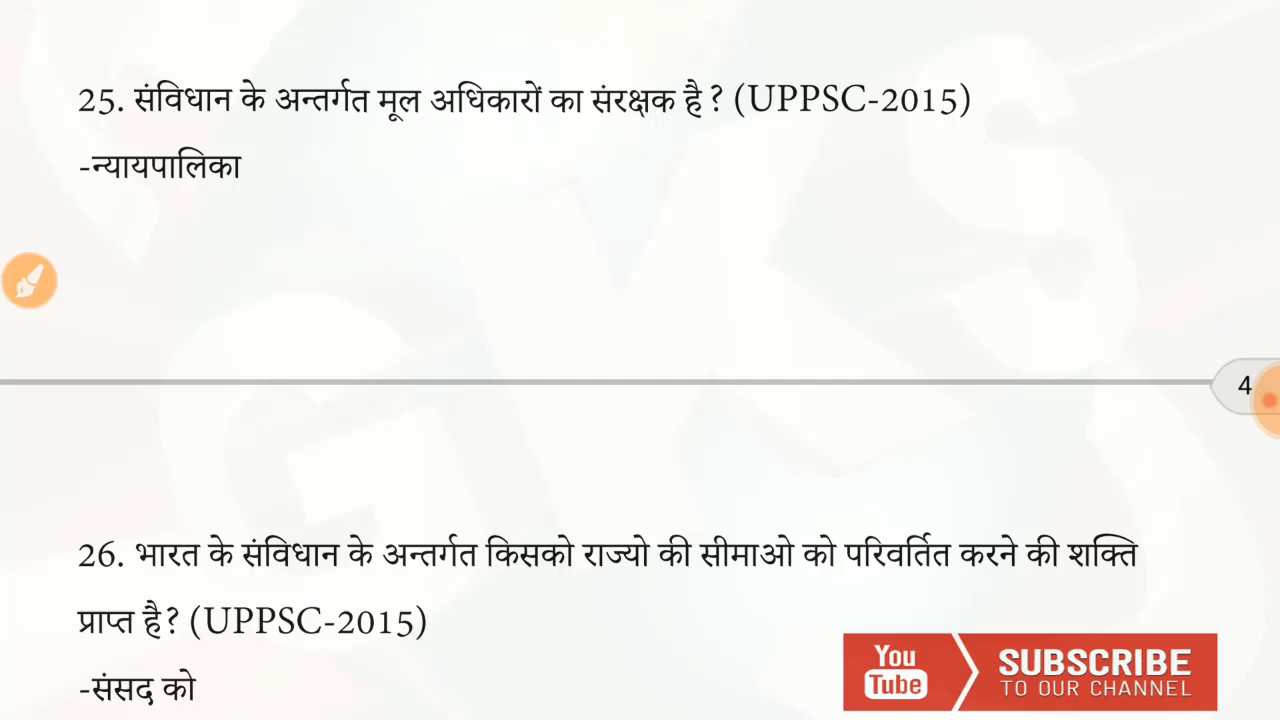 25. संविधान के अन्तर्गत मूल अधिकारों का संरक्षक है? (UPPSC-2015)
-न्यायपालिका
4
26. भारत के संविधान के अन्तर्गत किसको राज्यो की सीमाओ को परिवर्तित करने की शक्ति
प्राप्त है? (UPPSC-2015)
-संसद को
You
Tube
SUBSCRIBE
TO OUR CHANNEL